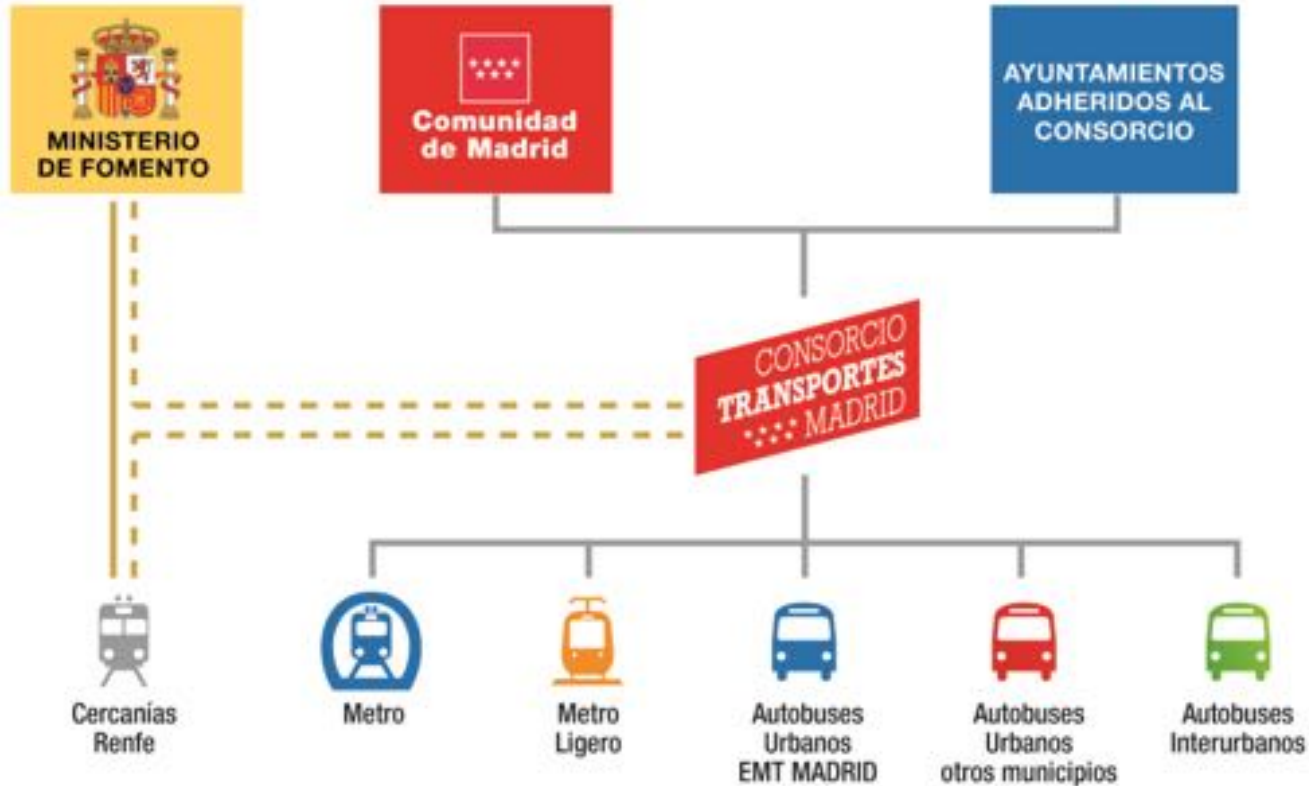 MINISTERIO
DE FOMENTO
Comunidad
de Madrid
AYUNTAMIENTOS
ADHERIDOS AL
CONSORCIO
CONSORCIO
TRANSPORTES
MADRID
Cercanías
Renfe
Metro
Metro
Ligero
Autobuses
Urbanos
EMT MADRID
Autobuses
Urbanos
otros municipios
Autobuses
Interurbanos